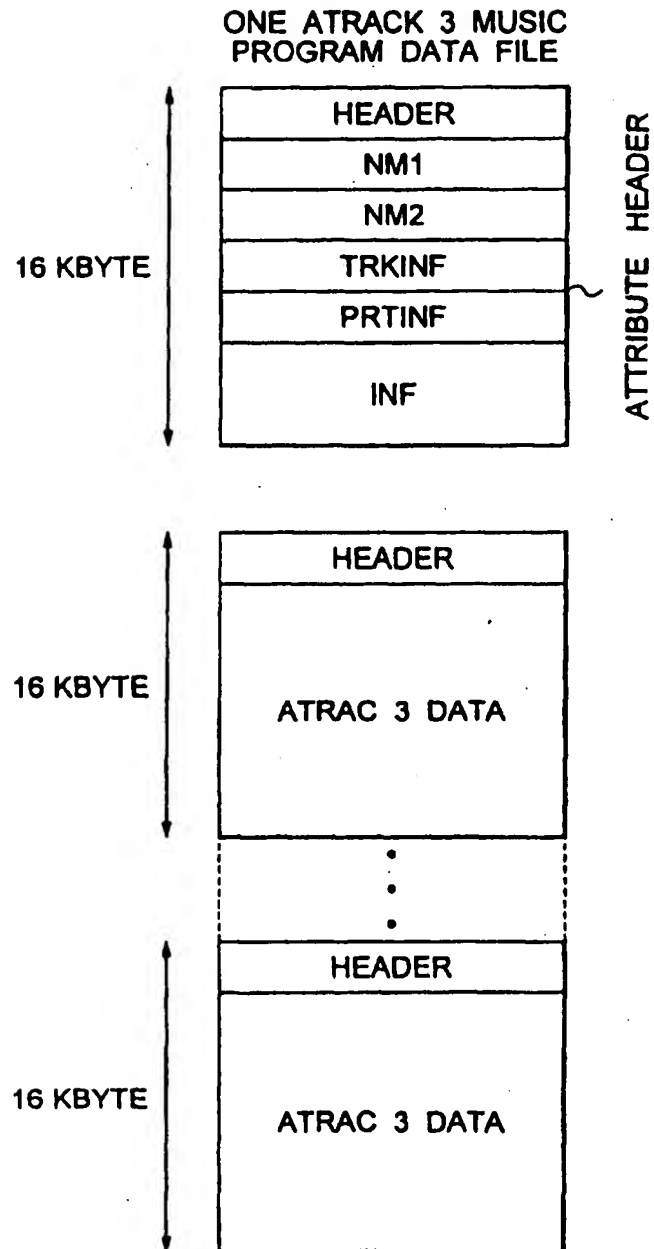 ONE ATRACK 3 MUSIC
PROGRAM DATA FILE
HEADER
NM1
NM2
TRKINF
PRTINF
INF
16 KBYTE
ATTRIBUTE HEADER
HEADER
ATRAC 3 DATA
16 KBYTE
HEADER
ATRAC 3 DATA
16 KBYTE